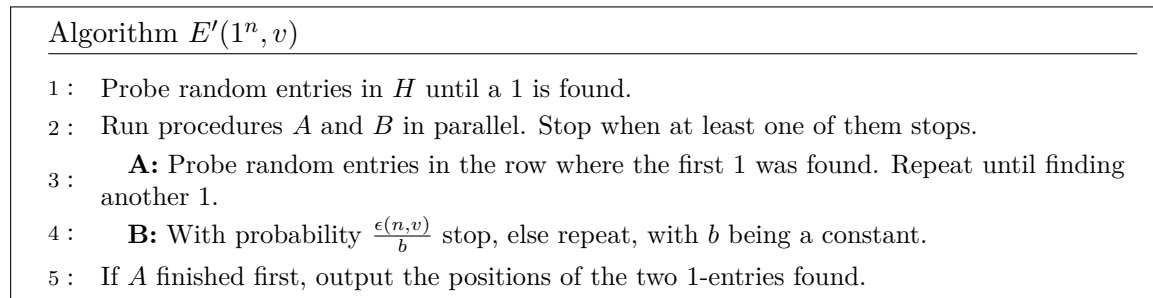 Algorithm E′(1ⁿ, v)
1 : Probe random entries in H until a 1 is found.
2 : Run procedures A and B in parallel. Stop when at least one of them stops.
3 : A: Probe random entries in the row where the first 1 was found. Repeat until finding
another 1.
4 : B: With probability ϵ(n,v)/b stop, else repeat, with b being a constant.
5 : If A finished first, output the positions of the two 1-entries found.